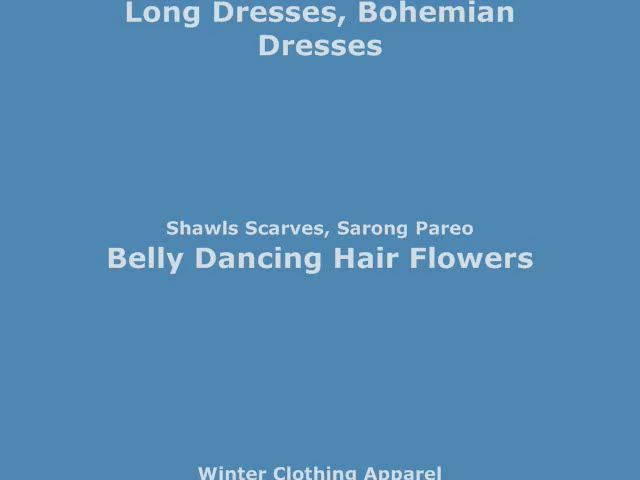 Long Dresses, Bohemian
Dresses
Shawls Scarves, Sarong Pareo
Belly Dancing Hair Flowers
Winter Clothing Apparel